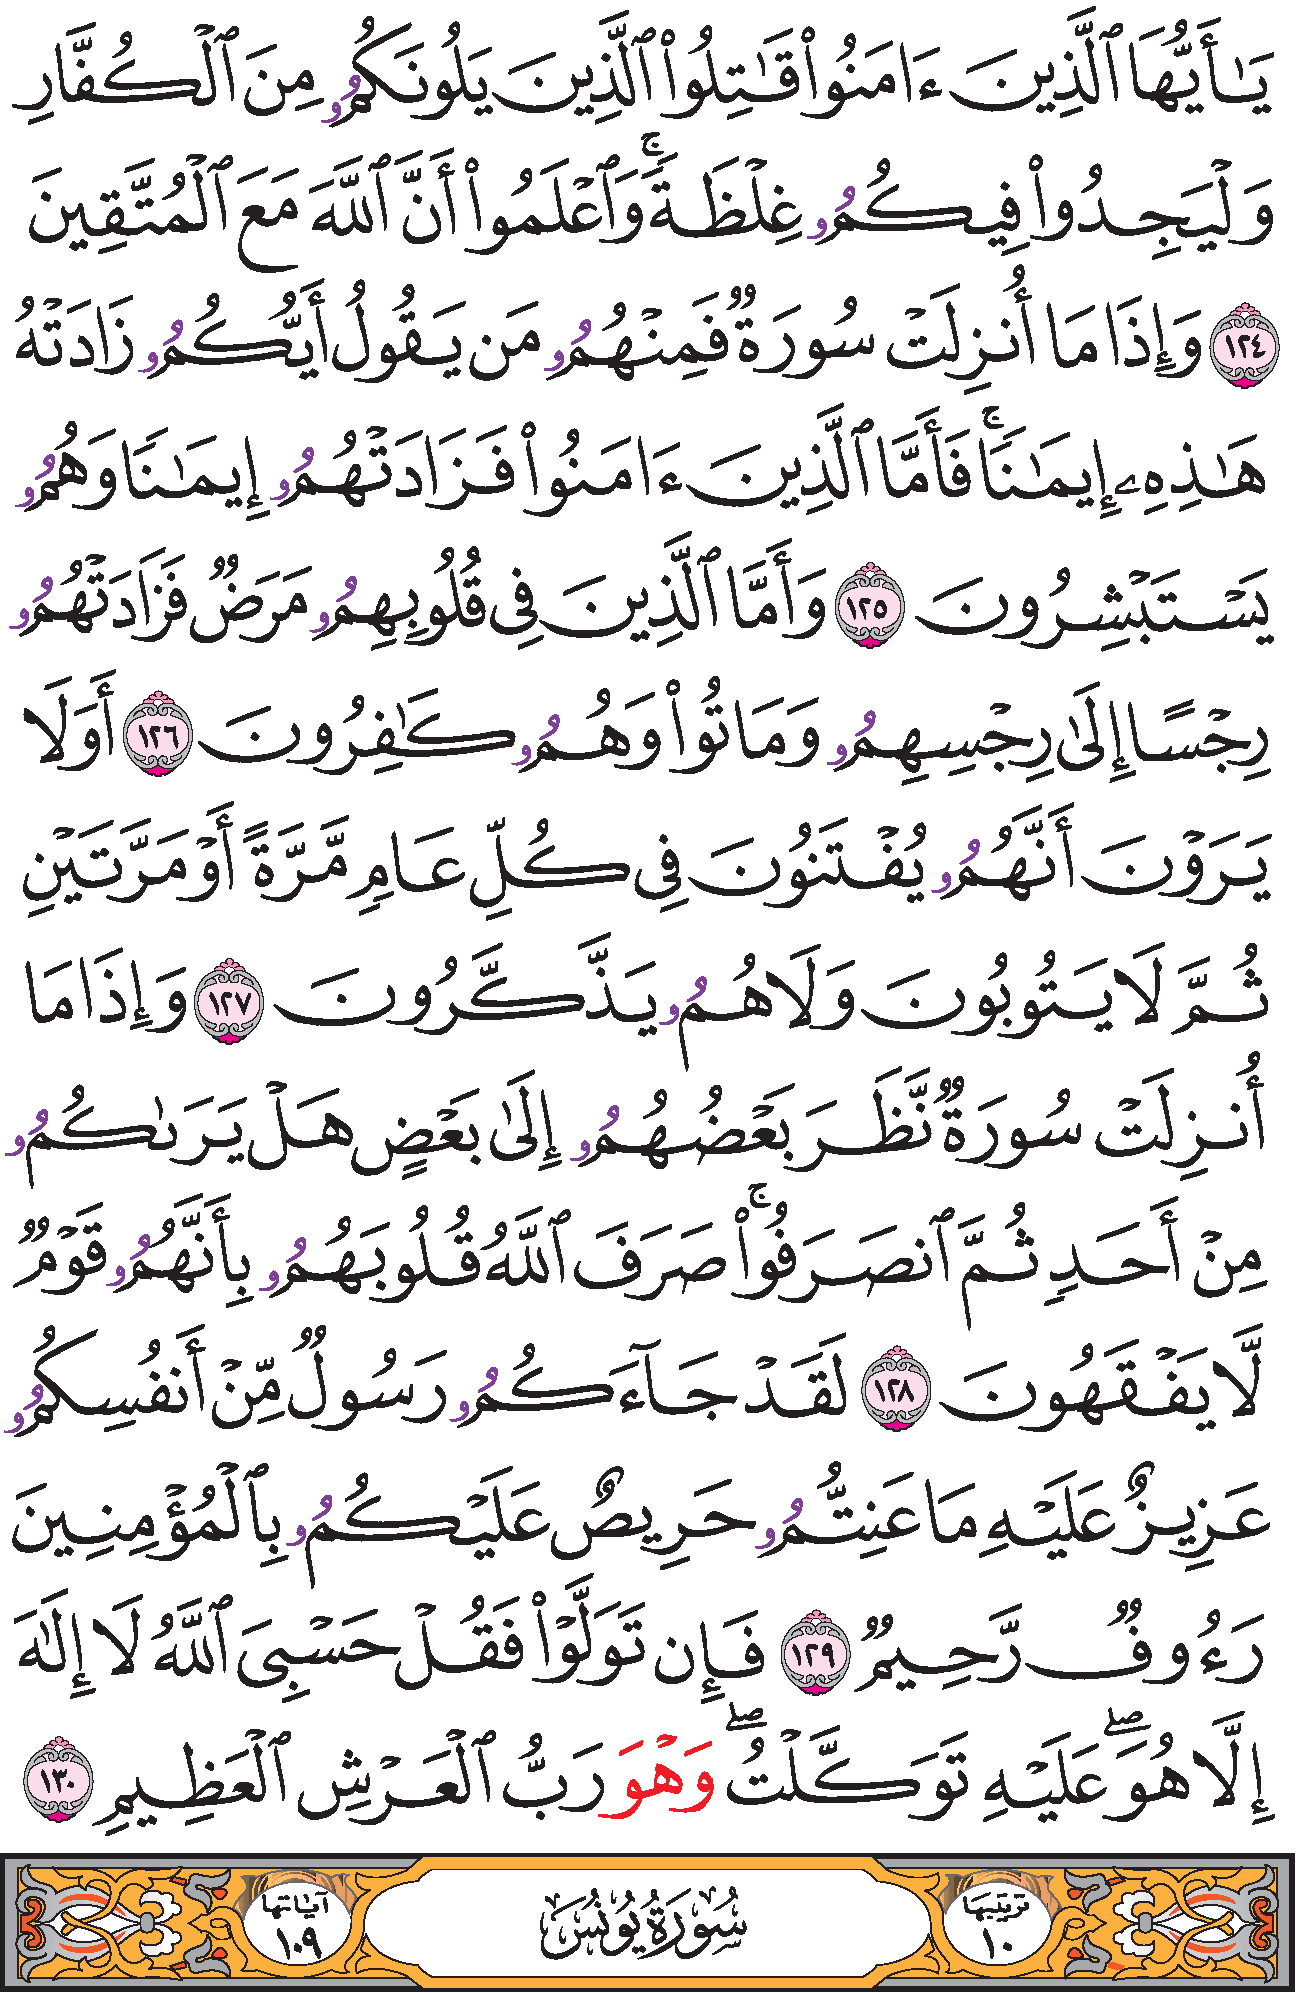 يَٰٓأَيُّهَا ٱلَّذِينَ ءَامَنُواْ قَٰتِلُواْ ٱلَّذِينَ يَلُونَكُمُۥ مِنَ ٱلْكُفَّارِ
وَلْيَجِدُواْ فِيكُمُۥ غِلْظَةًۚ وَٱعْلَمُواْ أَنَّ ٱللَّهَ مَعَ ٱلْمُتَّقِينَ
١٢٤ وَإِذَا مَا أُنزِلَتْ سُورَةٌ فَمِنْهُمُۥ مَن يَقُولُ أَيُّكُمُۥ زَادَتْهُ
هَٰذِهِۦ إِيمَٰنًاۚ فَأَمَّا ٱلَّذِينَ ءَامَنُواْ فَزَادَتْهُمُۥ إِيمَٰنًا وَهُمُۥ
يَسْتَبْشِرُونَ ١٢٥ وَأَمَّا ٱلَّذِينَ فِى قُلُوبِهِمُۥ مَرَضٌ فَزَادَتْهُمُۥ
رِجْسًا إِلَىٰ رِجْسِهِمُۥ وَمَاتُواْ وَهُمُۥ كَٰفِرُونَ ١٢٦ أَوَلَا
يَرَوْنَ أَنَّهُمُۥ يُفْتَنُونَ فِى كُلِّ عَامٍ مَّرَّةً أَوْ مَرَّتَيْنِ
ثُمَّ لَا يَتُوبُونَ وَلَا هُمُۥ يَذَّكَّرُونَ ١٢٧ وَإِذَا مَا
أُنزِلَتْ سُورَةٌ نَّظَرَ بَعْضُهُمُۥ إِلَىٰ بَعْضٍ هَلْ يَرَىٰكُمُۥ
مِنْ أَحَدٍ ثُمَّ ٱنصَرَفُواْۚ صَرَفَ ٱللَّهُ قُلُوبَهُمُۥ بِأَنَّهُمُۥ قَوْمٌ
لَّا يَفْقَهُونَ ١٢٨ لَقَدْ جَآءَكُمُۥ رَسُولٌ مِّنْ أَنفُسِكُمُۥ
عَزِيزٌ عَلَيْهِ مَا عَنِتُّمُۥ حَرِيصٌ عَلَيْكُمُۥ بِٱلْمُؤْمِنِينَ
رَءُوفٌ رَّحِيمٌ ١٢٩ فَإِن تَوَلَّوْاْ فَقُلْ حَسْبِىَ ٱللَّهُ لَا إِلَٰهَ
إِلَّا هُوَۖ عَلَيْهِ تَوَكَّلْتُۖ وَهْوَ رَبُّ ٱلْعَرْشِ ٱلْعَظِيمِ ١٣٠
ترتيبها ١٠ سُورَةُ يُونُسَ آياتها ١٠٩